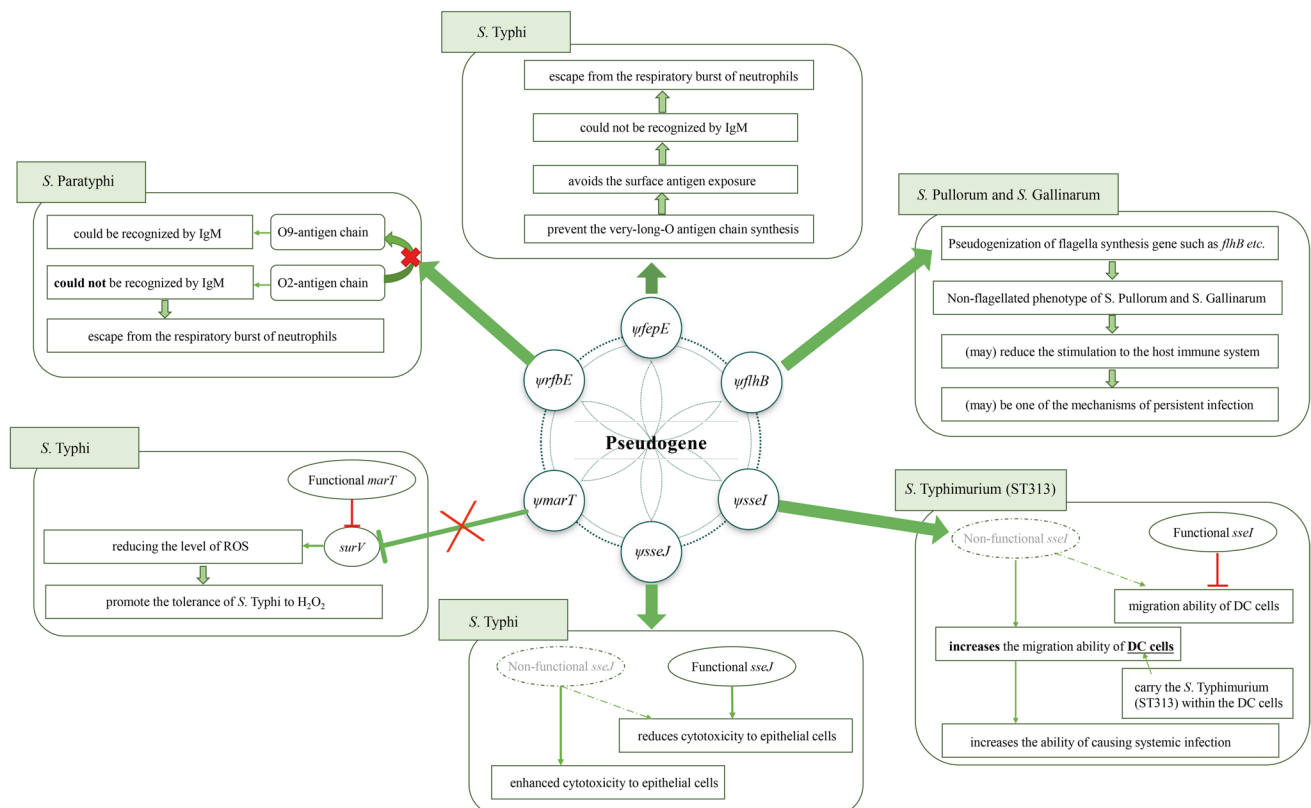 S. Typhi
escape from the respiratory burst of neutrophils
could not be recognized by IgM
avoids the surface antigen exposure
prevent the very-long-O antigen chain synthesis
S. Paratyphi
could be recognized by IgM
O9-antigen chain
could not be recognized by IgM
O2-antigen chain
escape from the respiratory burst of neutrophils
S. Pullorum and S. Gallinarum
Pseudogenization of flagella synthesis gene such as flhB etc.
Non-flagellated phenotype of S. Pullorum and S. Gallinarum
(may) reduce the stimulation to the host immune system
(may) be one of the mechanisms of persistent infection
ψfepE
ψrfbE
ψflhB
Pseudogene
ψmarT
ψsseI
ψsseJ
S. Typhi
Functional marT
reducing the level of ROS
surV
promote the tolerance of S. Typhi to H₂O₂
S. Typhi
Non-functional sseJ
Functional sseJ
reduces cytotoxicity to epithelial cells
enhanced cytotoxicity to epithelial cells
S. Typhimurium (ST313)
Non-functional sseI
Functional sseI
migration ability of DC cells
increases the migration ability of DC cells
carry the S. Typhimurium
(ST313) within the DC cells
increases the ability of causing systemic infection